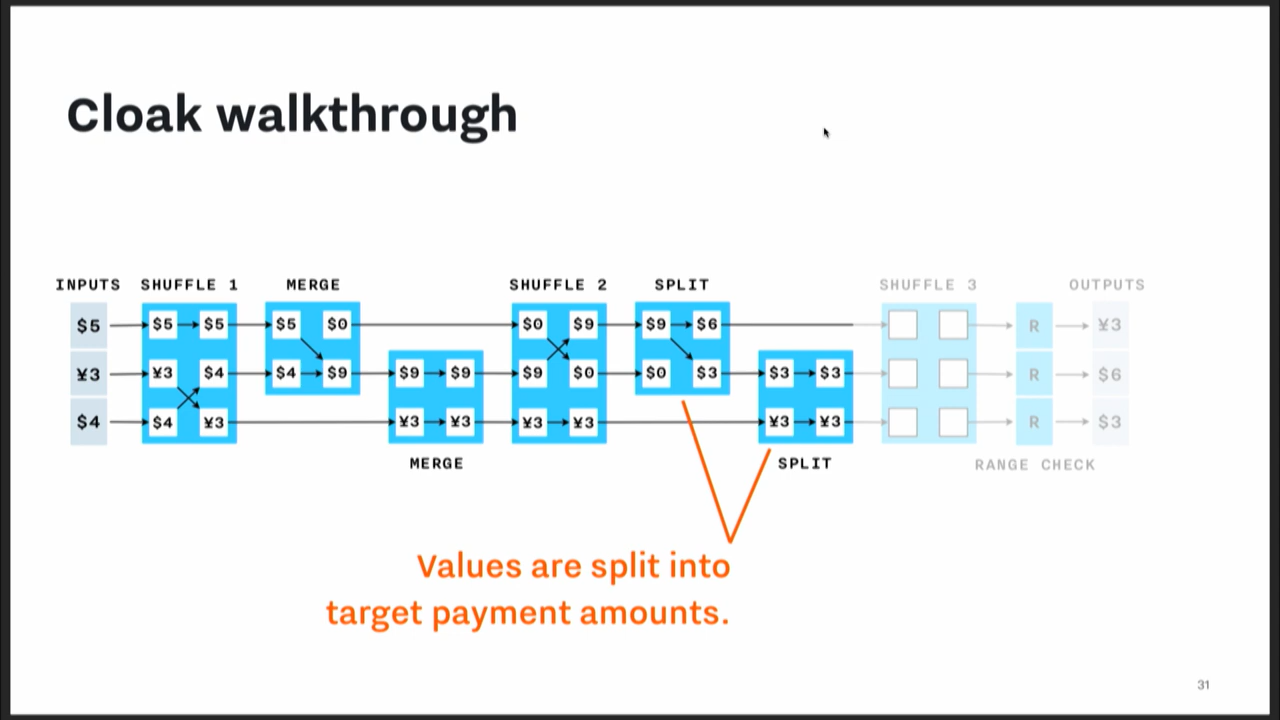 Cloak walkthrough
INPUTS SHUFFLE 1 MERGE SHUFFLE 2 SPLIT SHUFFLE 3 OUTPUTS
$5 $5 $5 $5 $0 $0 $9 $9 $6 R ¥3
¥3 ¥3 $4 $4 $9 $9 $9 $9 $0 $0 $3 $3 $3 R $6
$4 $4 ¥3 ¥3 ¥3 ¥3 ¥3 ¥3 ¥3 R $3
MERGE SPLIT RANGE CHECK
Values are split into
target payment amounts.
31